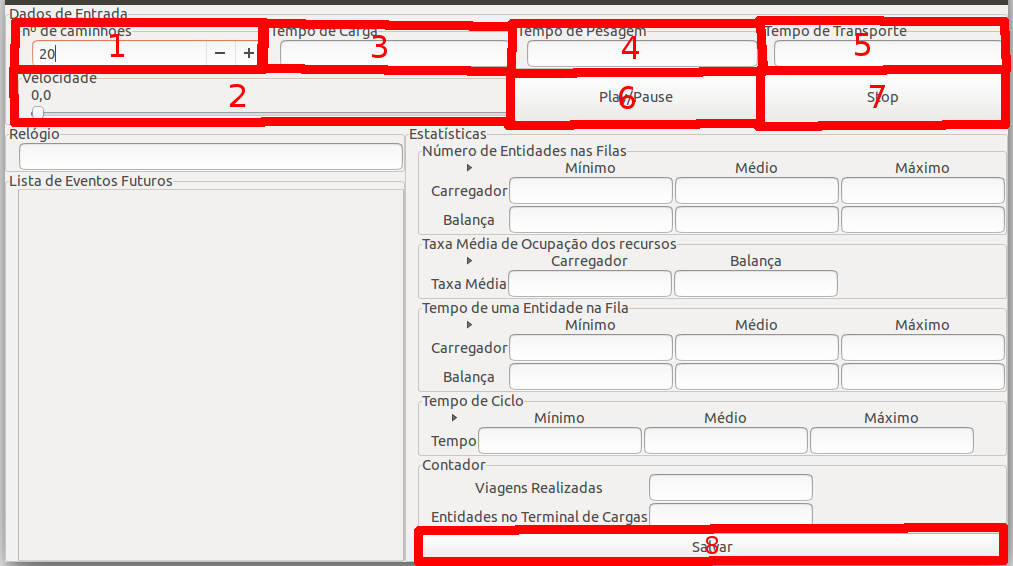 Dados de Entrada
nº de caminhões
1
20
− +
Tempo de Carga
3
Tempo de Pesagem
4
Tempo de Transporte
5
Velocidade
0,0
2
Play/Pause
6
Stop
7
Relógio
Lista de Eventos Futuros
Estatísticas
Número de Entidades nas Filas
Mínimo Médio Máximo
Carregador
Balança
Taxa Média de Ocupação dos recursos
Carregador Balança
Taxa Média
Tempo de uma Entidade na Fila
Mínimo Médio Máximo
Carregador
Balança
Tempo de Ciclo
Mínimo Médio Máximo
Tempo
Contador
Viagens Realizadas
Entidades no Terminal de Cargas
Salvar
8